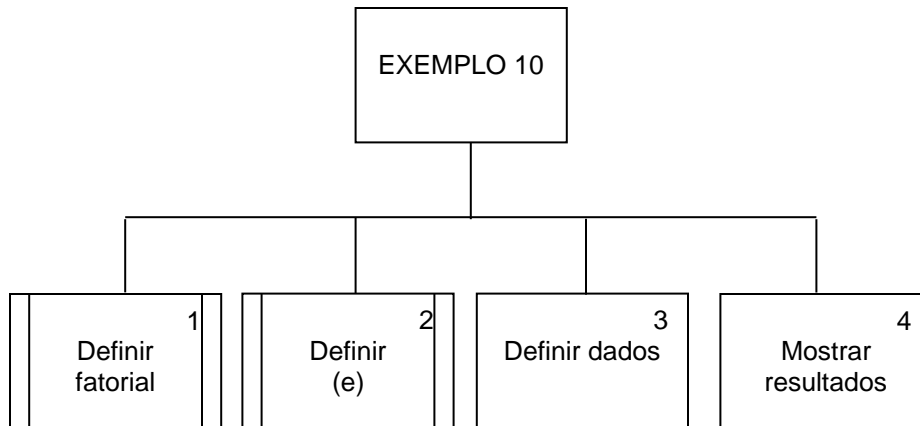 EXEMPLO 10
1
Definir
fatorial
2
Definir
(e)
3
Definir dados
4
Mostrar
resultados